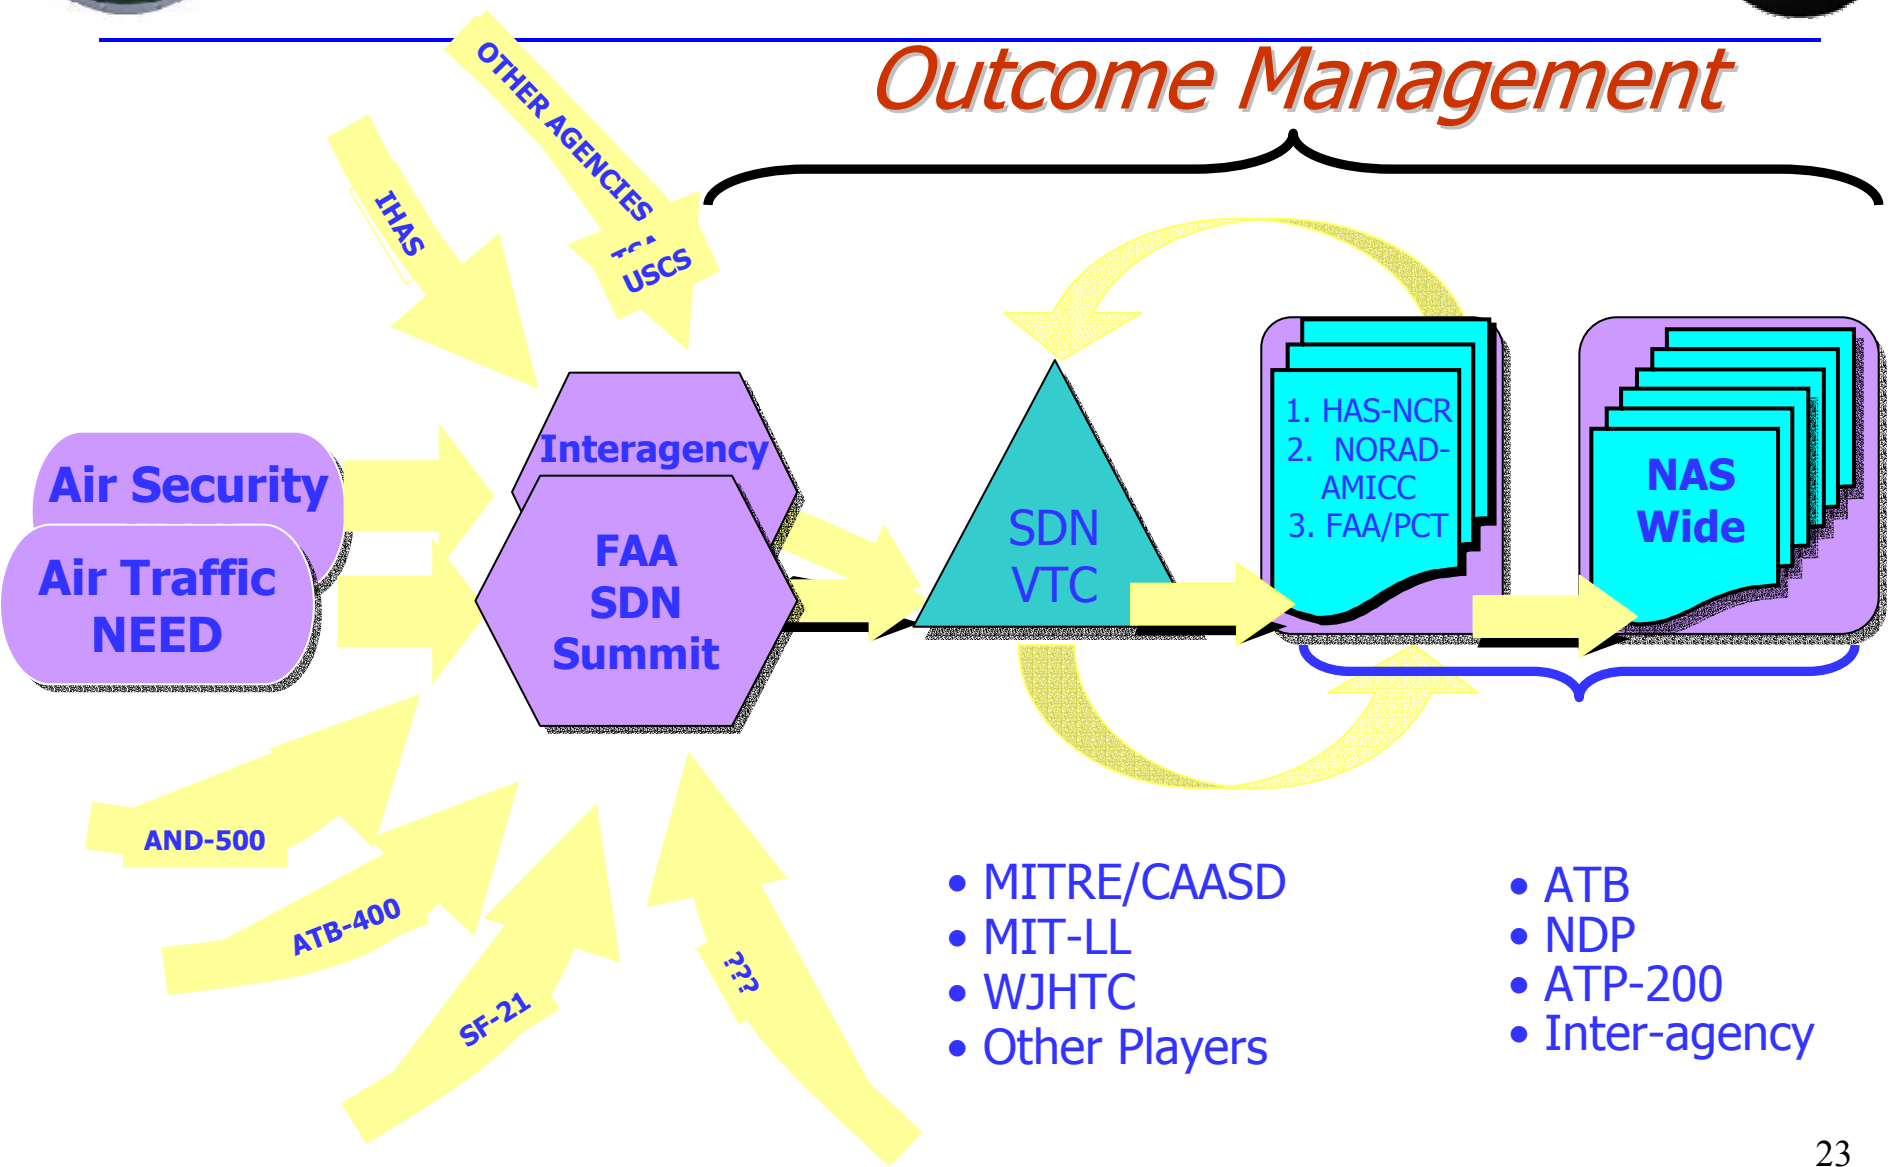 Outcome Management
OTHER AGENCIES
USCS
IHAS
Air Security
Air Traffic
NEED
Interagency
FAA
SDN
Summit
SDN
VTC
1. HAS-NCR
2. NORAD-
AMICC
3. FAA/PCT
NAS
Wide
AND-500
ATB-400
SF-21
???
• MITRE/CAASD
• MIT-LL
• WJHTC
• Other Players
• ATB
• NDP
• ATP-200
• Inter-agency
23